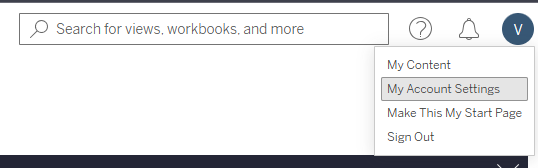 Search for views, workbooks, and more
V
My Content
My Account Settings
Make This My Start Page
Sign Out